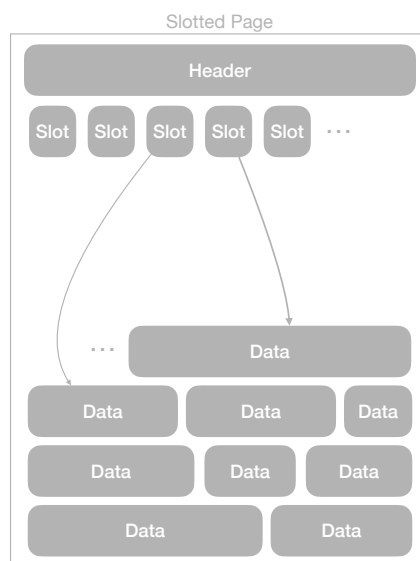 Slotted Page
Header
Slot Slot Slot Slot Slot ...
... Data
Data Data Data
Data Data Data
Data Data